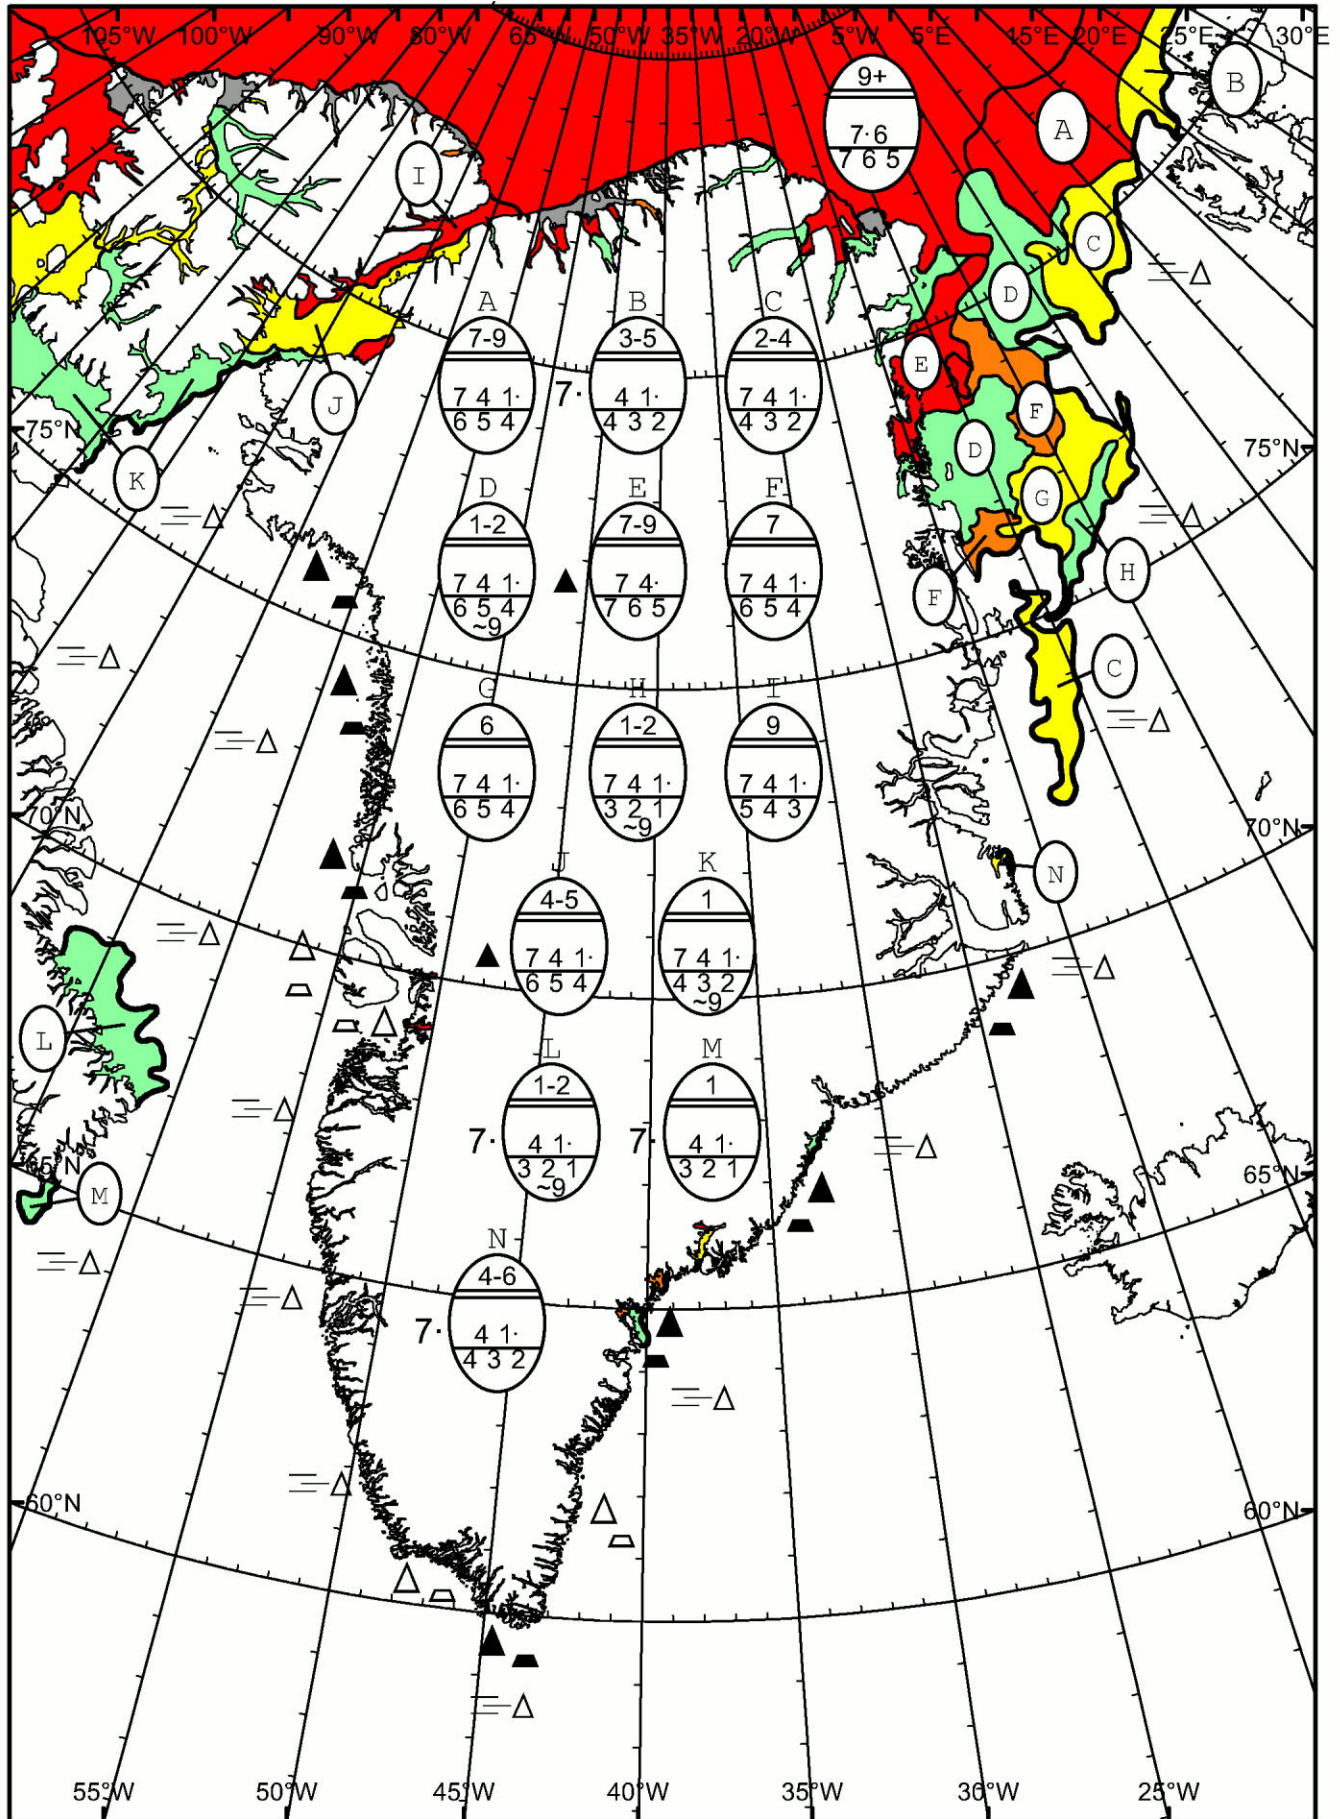 105°W 100°W 90°W 80°W 65°W 50°W 35°W 20°W 5°W 5°E 15°E 20°E 25°E 30°E
B
9+
7·6
7 6 5
A
I
C
D
A
7-9
7 4 1·
6 5 4
B
3-5
7· 4 1·
4 3 2
C
2-4
7 4 1·
4 3 2
E
J
F
75°N
75°N
D
K
G
D
1-2
7 4 1·
6 5 4
~9
E
7-9
7 4·
7 6 5
F
7
7 4 1·
6 5 4
H
F
C
G
6
7 4 1·
6 5 4
H
1-2
7 4 1·
3 2 1
~9
I
9
7 4 1·
5 4 3
70°N
70°N
N
J
4-5
7 4 1·
6 5 4
K
1
7 4 1·
4 3 2
~9
L
L
1-2
7· 4 1·
3 2 1
~9
M
1
7· 4 1·
3 2 1
65°N
65°N
M
N
4-6
7· 4 1·
4 3 2
60°N
60°N
55°W 50°W 45°W 40°W 35°W 30°W 25°W